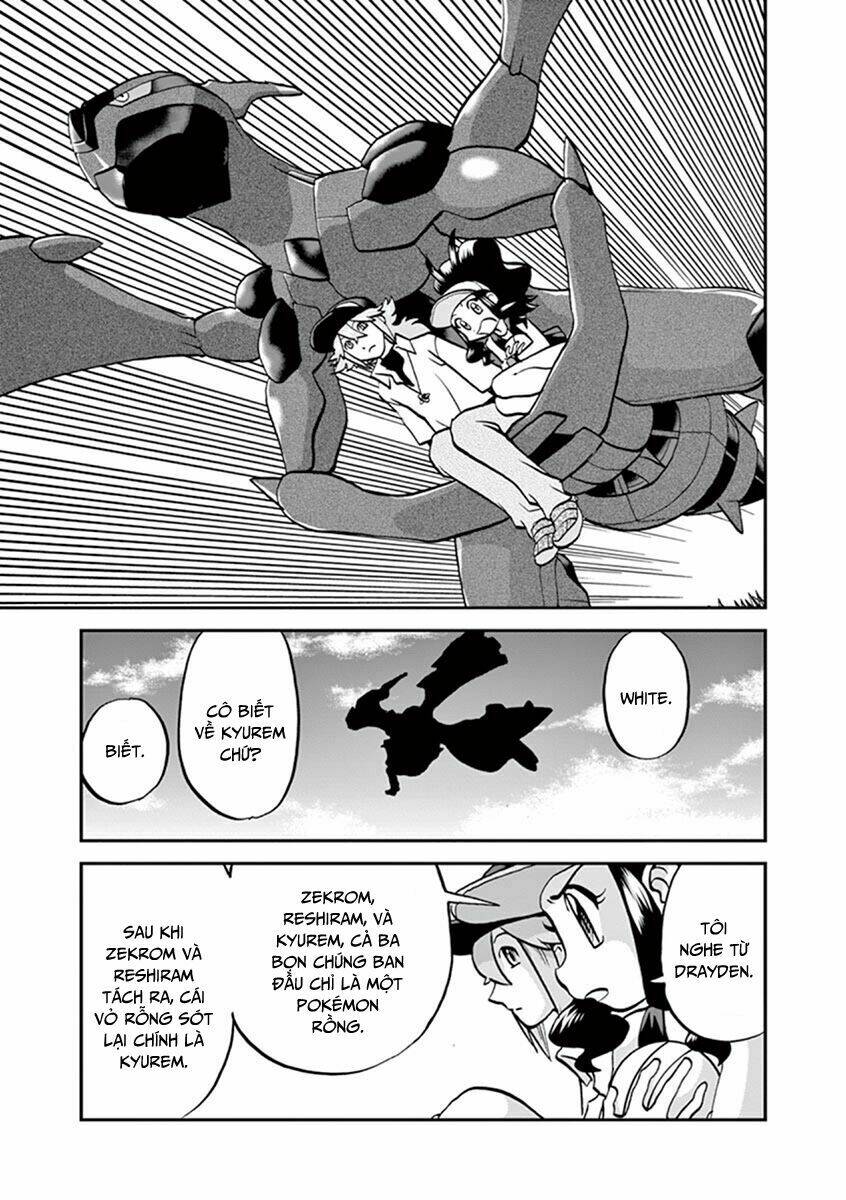 WHITE.
CÔ BIẾT
VỀ KYUREM
CHỨ?
BIẾT.
TÔI
NGHE TỪ
DRAYDEN.
ZEKROM,
RESHIRAM, VÀ
KYUREM, CẢ BA
BỌN CHÚNG BAN
ĐẦU CHỈ LÀ MỘT
POKÉMON
RỒNG.
SAU KHI
ZEKROM VÀ
RESHIRAM
TÁCH RA, CÁI
VỎ RỖNG SÓT
LẠI CHÍNH LÀ
KYUREM.